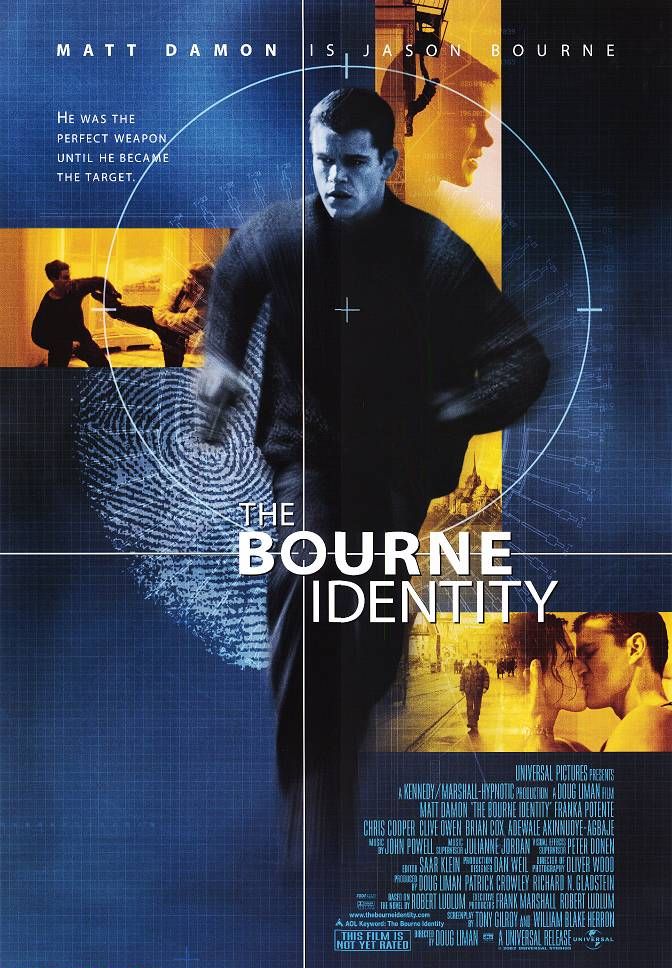 MATT DAMON IS JASON BOURNE
HE WAS THE
PERFECT WEAPON
UNTIL HE BECAME
THE TARGET.
THE
BOURNE
IDENTITY
UNIVERSAL PICTURES PRESENTS
A KENNEDY/MARSHALL-HYPNOTIC PRODUCTION A DOUG LIMAN FILM
MATT DAMON "THE BOURNE IDENTITY" FRANKA POTENTE
CHRIS COOPER CLIVE OWEN BRIAN COX ADEWALE AKINNUOYE-AGBAJE
MUSIC BY JOHN POWELL MUSIC SUPERVISOR JULIANNE JORDAN VISUAL EFFECTS SUPERVISOR PETER DONEN
EDITOR SAAR KLEIN PRODUCTION DESIGNER DAN WEIL DIRECTOR OF PHOTOGRAPHY OLIVER WOOD
PRODUCED BY DOUG LIMAN PATRICK CROWLEY RICHARD N. GLADSTEIN
BASED ON THE NOVEL BY ROBERT LUDLUM EXECUTIVE PRODUCERS FRANK MARSHALL ROBERT LUDLUM
www.thebourneidentity.com SCREENPLAY BY TONY GILROY AND WILLIAM BLAKE HERRON
AOL Keyword: The Bourne Identity
THIS FILM IS
NOT YET RATED
DIRECTED BY DOUG LIMAN A UNIVERSAL RELEASE UNIVERSAL
© 2002 UNIVERSAL STUDIOS